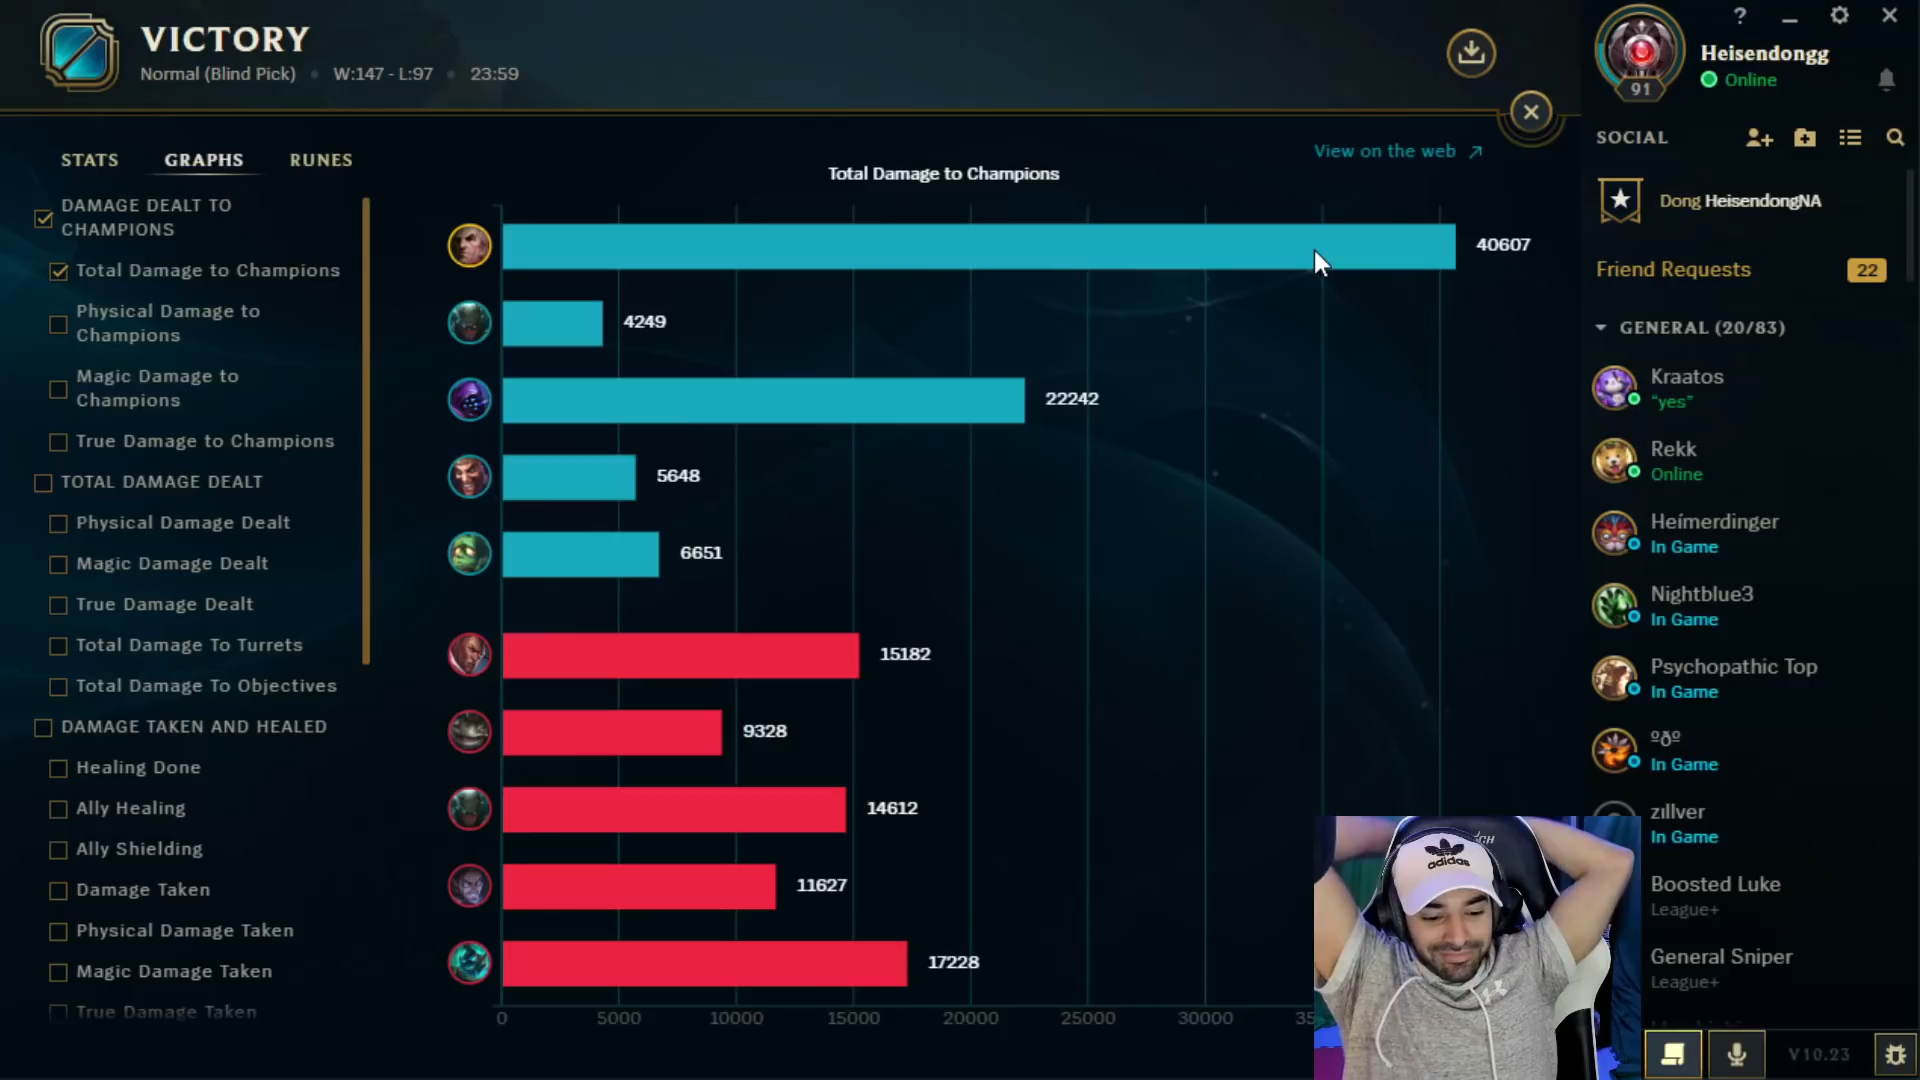 VICTORY
Normal (Blind Pick) • W:147 - L:97 • 23:59
STATS GRAPHS RUNES
DAMAGE DEALT TO
CHAMPIONS
Total Damage to Champions
Physical Damage to
Champions
Magic Damage to
Champions
True Damage to Champions
TOTAL DAMAGE DEALT
Physical Damage Dealt
Magic Damage Dealt
True Damage Dealt
Total Damage To Turrets
Total Damage To Objectives
DAMAGE TAKEN AND HEALED
Healing Done
Ally Healing
Ally Shielding
Damage Taken
Physical Damage Taken
Magic Damage Taken
True Damage Taken
View on the web
Total Damage to Champions
40607
4249
22242
5648
6651
15182
9328
14612
11627
17228
0 5000 10000 15000 20000 25000 30000 35
adidas
?
91
Heisendongg
Online
SOCIAL
Dong HeisendongNA
Friend Requests 22
GENERAL (20/83)
Kraatos
"yes"
Rekk
Online
Heímerdinger
In Game
Nightblue3
In Game
Psychopathic Top
In Game
ºðº
In Game
zıllver
In Game
Boosted Luke
League+
General Sniper
League+
V10.23